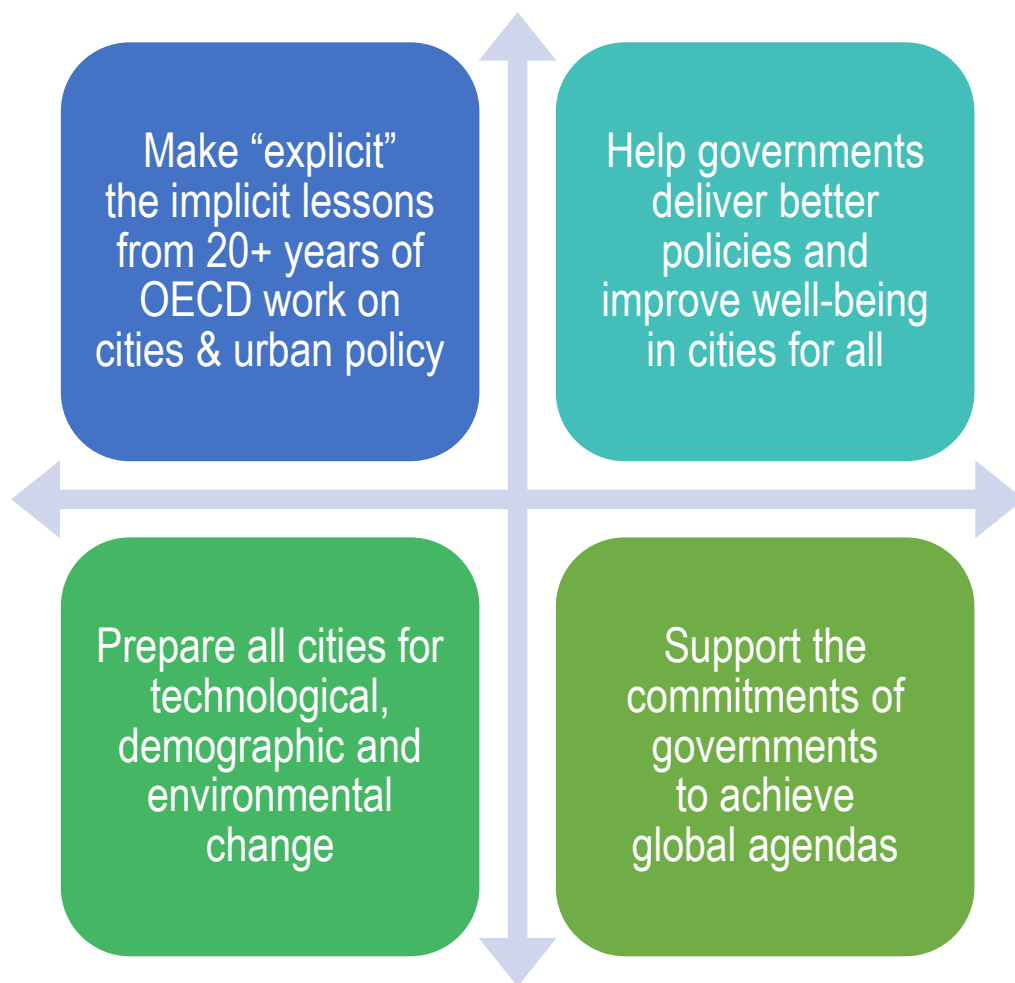 Make “explicit”
the implicit lessons
from 20+ years of
OECD work on
cities & urban policy
Help governments
deliver better
policies and
improve well-being
in cities for all
Prepare all cities for
technological,
demographic and
environmental
change
Support the
commitments of
governments
to achieve
global agendas